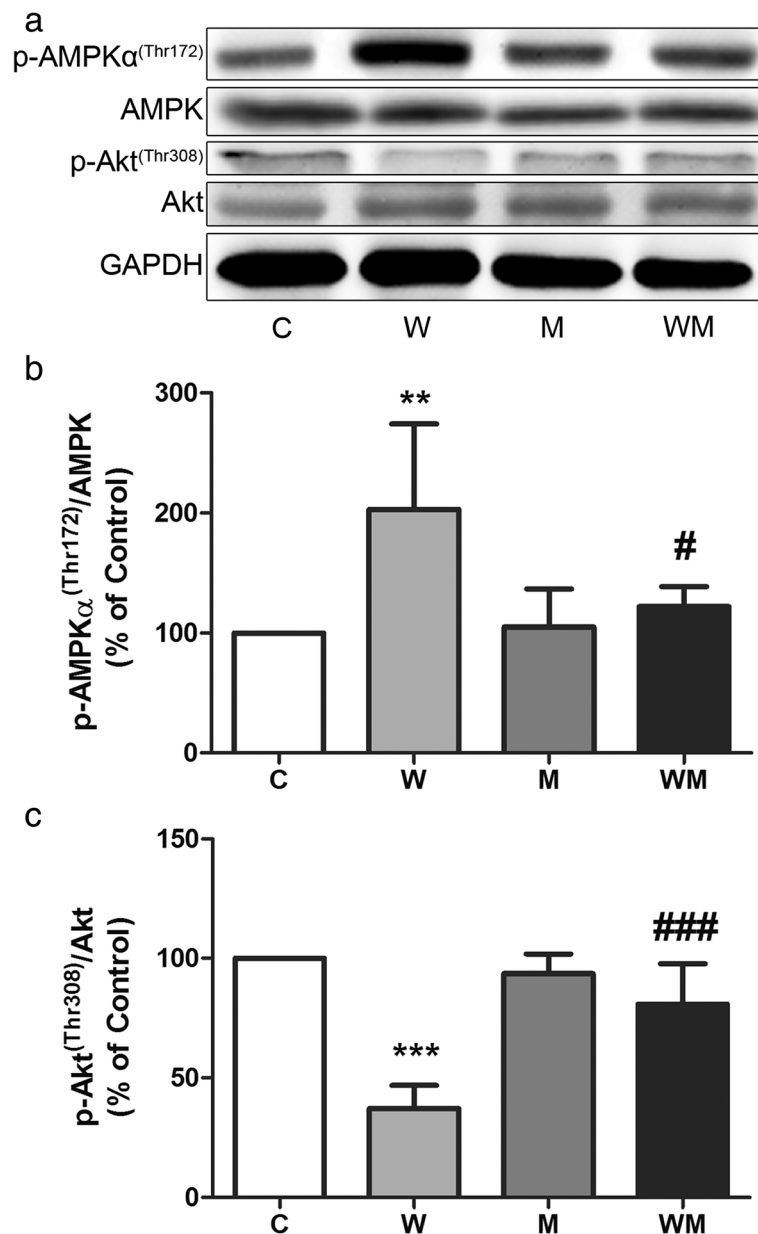 a
p-AMPKα(Thr172)
AMPK
p-Akt(Thr308)
Akt
GAPDH
C W M WM
b
p-AMPKα(Thr172)/AMPK
(% of Control)
300
200
100
0
**
#
C W M WM
c
p-Akt(Thr308)/Akt
(% of Control)
150
100
50
0
***
###
C W M WM